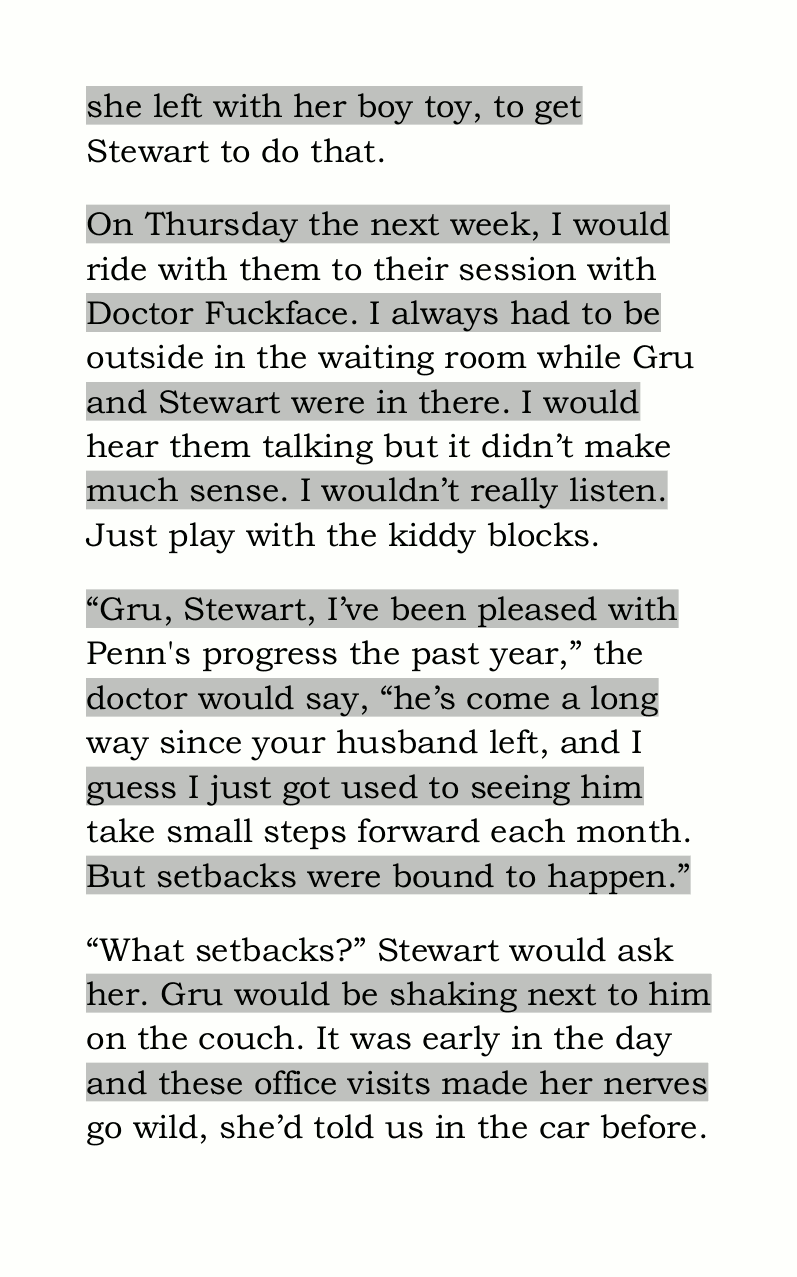 she left with her boy toy, to get
Stewart to do that.
On Thursday the next week, I would
ride with them to their session with
Doctor Fuckface. I always had to be
outside in the waiting room while Gru
and Stewart were in there. I would
hear them talking but it didn’t make
much sense. I wouldn’t really listen.
Just play with the kiddy blocks.
“Gru, Stewart, I’ve been pleased with
Penn's progress the past year,” the
doctor would say, “he’s come a long
way since your husband left, and I
guess I just got used to seeing him
take small steps forward each month.
But setbacks were bound to happen.”
“What setbacks?” Stewart would ask
her. Gru would be shaking next to him
on the couch. It was early in the day
and these office visits made her nerves
go wild, she’d told us in the car before.